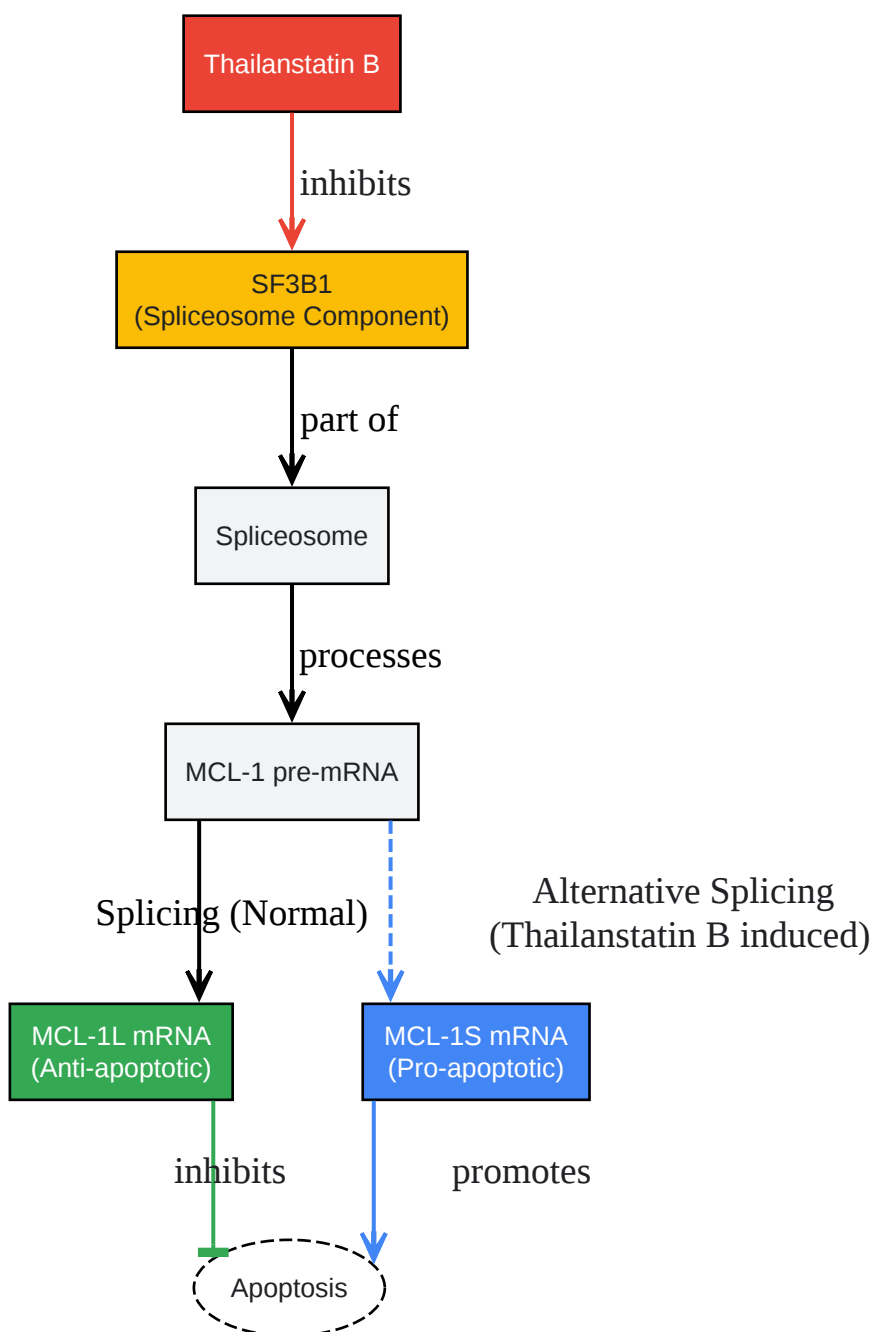 Thailanstatin B
inhibits
SF3B1
(Spliceosome Component)
part of
Spliceosome
processes
MCL-1 pre-mRNA
Splicing (Normal)
Alternative Splicing
(Thailanstatin B induced)
MCL-1L mRNA
(Anti-apoptotic)
MCL-1S mRNA
(Pro-apoptotic)
inhibits
promotes
Apoptosis